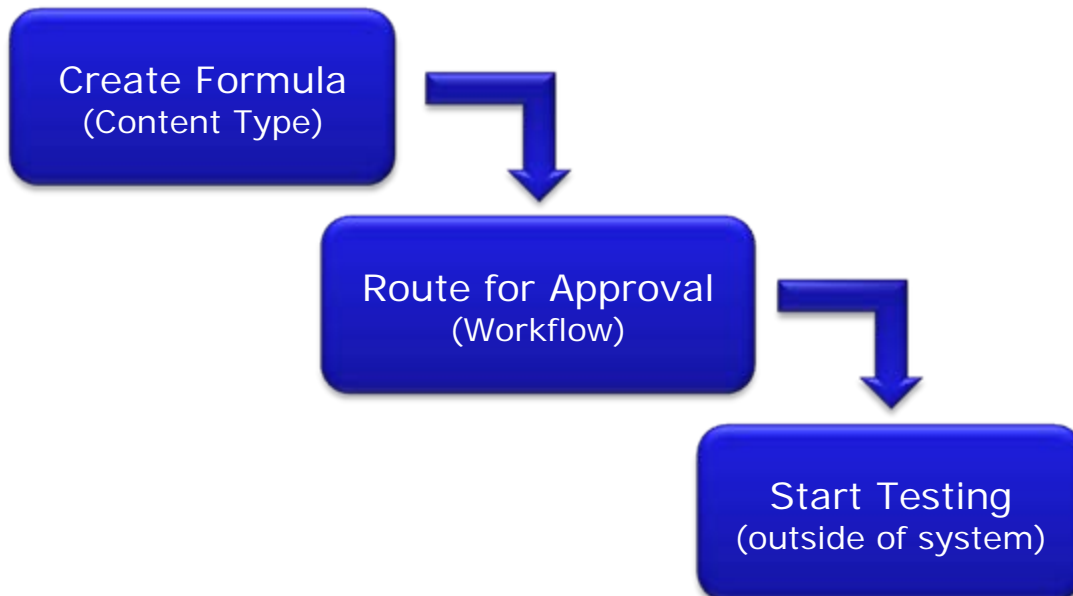 Create Formula
(Content Type)
Route for Approval
(Workflow)
Start Testing
(outside of system)